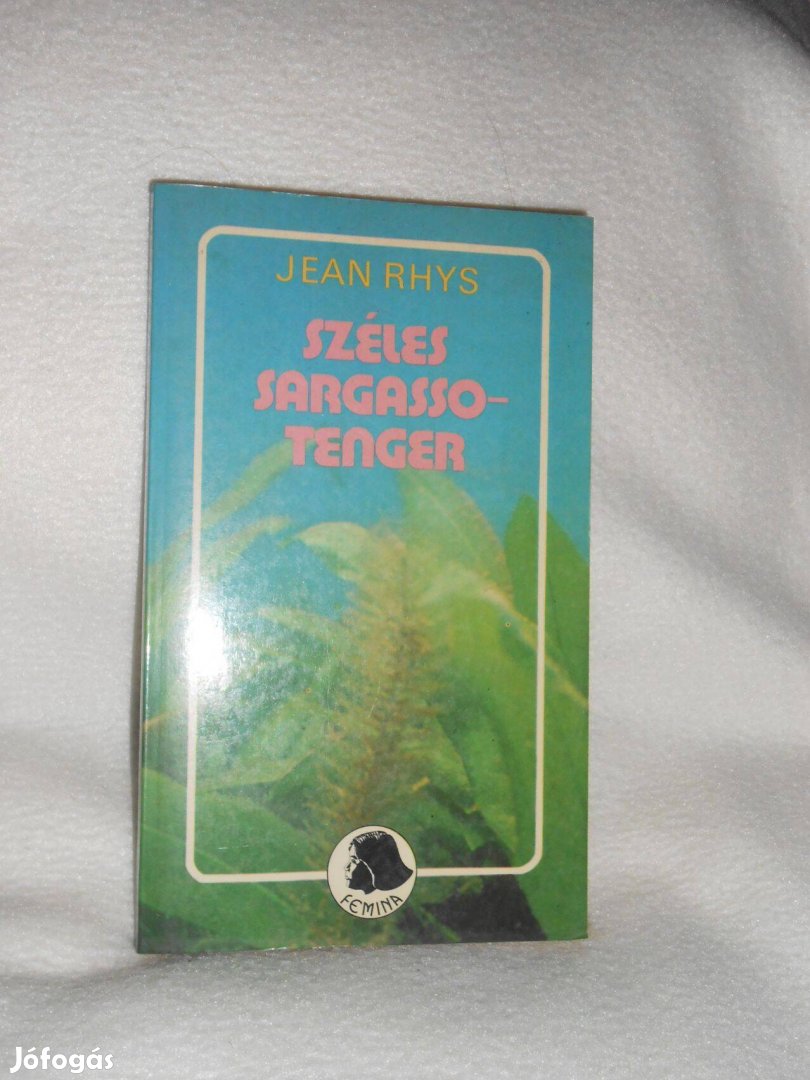 JEAN RHYS
SZÉLES
SARGASSO-
TENGER
FEMINA
Jófogás